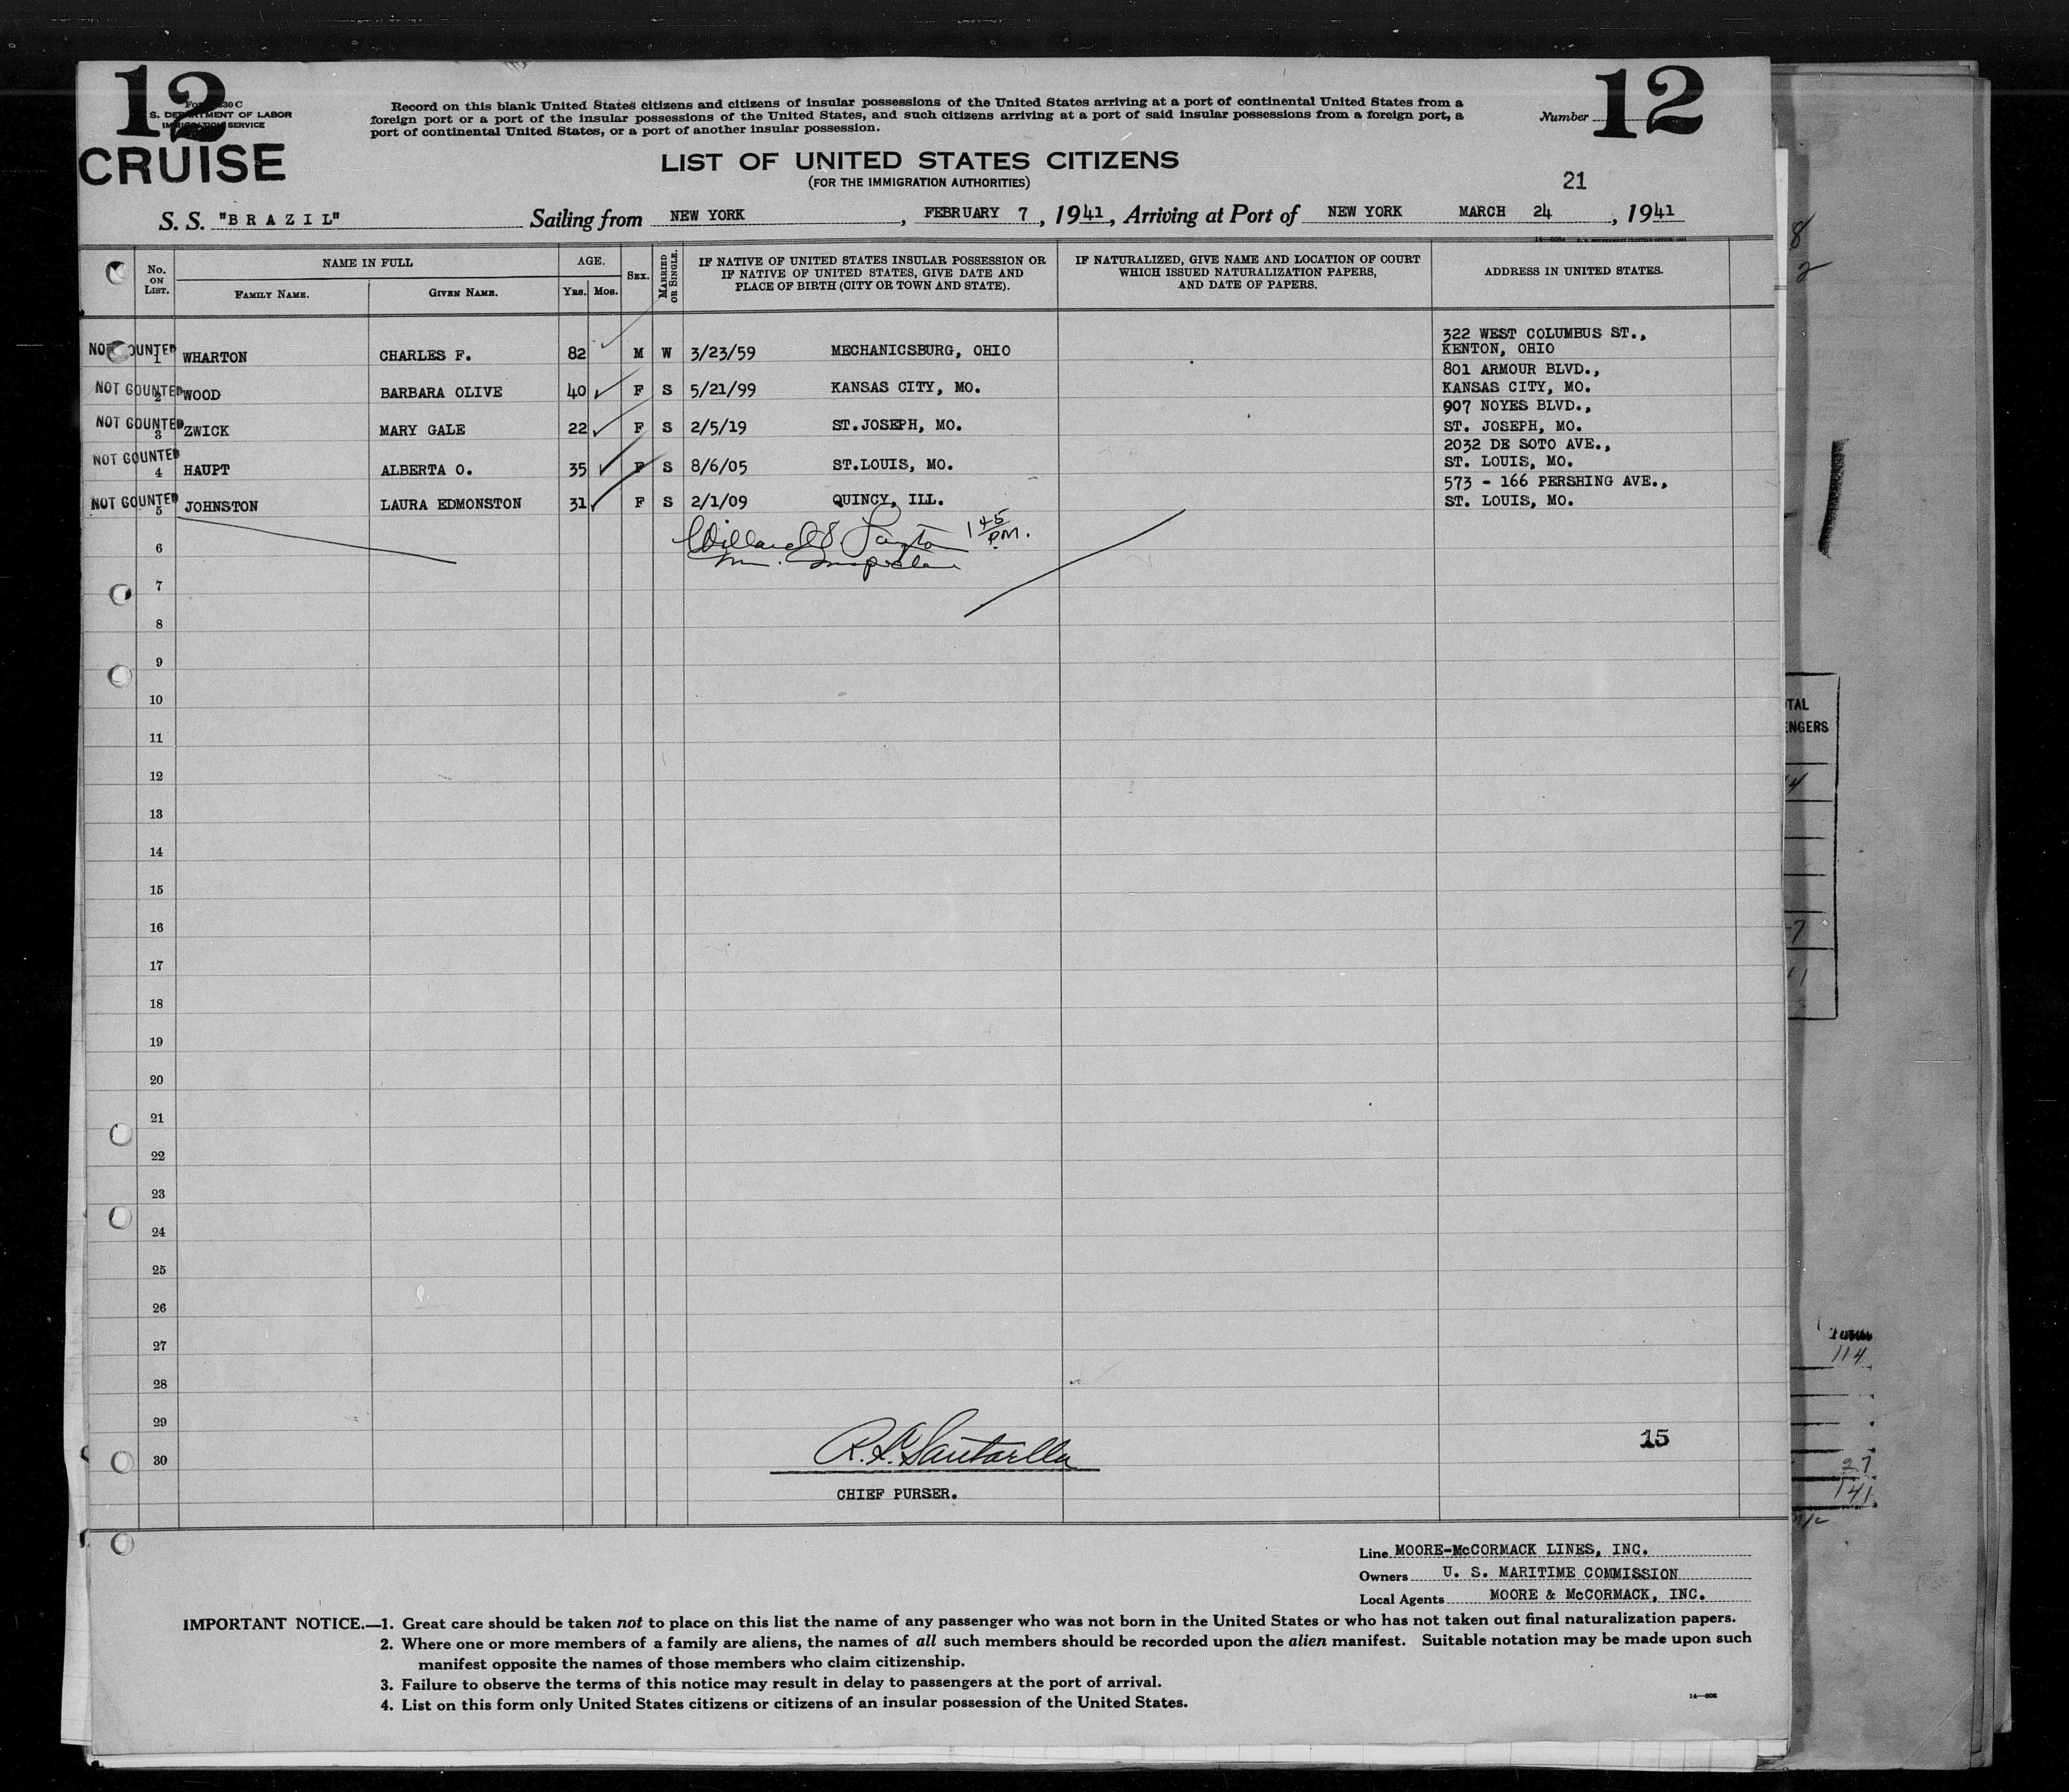 12
Form 630 C
U. S. DEPARTMENT OF LABOR
IMMIGRATION SERVICE
CRUISE
Record on this blank United States citizens and citizens of insular possessions of the United States arriving at a port of continental United States from a
foreign port or a port of the insular possessions of the United States, and such citizens arriving at a port of said insular possessions from a foreign port, a
port of continental United States, or a port of another insular possession.
Number 12
LIST OF UNITED STATES CITIZENS
(FOR THE IMMIGRATION AUTHORITIES)
21
S. S. "B R A Z I L" Sailing from NEW YORK, FEBRUARY 7, 1941, Arriving at Port of NEW YORK MARCH 24, 1941
No. ON LIST. NAME IN FULL FAMILY NAME. GIVEN NAME. AGE. Yrs. Mos. SEX. MARRIED OR SINGLE. IF NATIVE OF UNITED STATES INSULAR POSSESSION OR IF NATIVE OF UNITED STATES, GIVE DATE AND PLACE OF BIRTH (CITY OR TOWN AND STATE). IF NATURALIZED, GIVE NAME AND LOCATION OF COURT WHICH ISSUED NATURALIZATION PAPERS, AND DATE OF PAPERS. ADDRESS IN UNITED STATES.
322 WEST COLUMBUS ST.,
NOT COUNTED 1 WHARTON CHARLES F. 82 M W 3/23/59 MECHANICSBURG, OHIO KENTON, OHIO
801 ARMOUR BLVD.,
NOT COUNTED 2 WOOD BARBARA OLIVE 40 F S 5/21/99 KANSAS CITY, MO. KANSAS CITY, MO.
907 NOYES BLVD.,
NOT COUNTED 3 ZWICK MARY GALE 22 F S 2/5/19 ST.JOSEPH, MO. ST. JOSEPH, MO.
2032 DE SOTO AVE.,
NOT COUNTED 4 HAUPT ALBERTA O. 35 F S 8/6/05 ST.LOUIS, MO. ST. LOUIS, MO.
573 - 166 PERSHING AVE.,
NOT COUNTED 5 JOHNSTON LAURA EDMONSTON 31 F S 2/1/09 QUINCY, ILL. ST. LOUIS, MO.
6 1 45 P.M.
7
8
9
10
11
12
13
14
15
16
17
18
19
20
21
22
23
24
25
26
27
28
29
30
15
CHIEF PURSER.
Line MOORE-McCORMACK LINES, INC.
Owners U. S. MARITIME COMMISSION
Local Agents MOORE & McCORMACK, INC.
IMPORTANT NOTICE.—1. Great care should be taken not to place on this list the name of any passenger who was not born in the United States or who has not taken out final naturalization papers.
2. Where one or more members of a family are aliens, the names of all such members should be recorded upon the alien manifest. Suitable notation may be made upon such
manifest opposite the names of those members who claim citizenship.
3. Failure to observe the terms of this notice may result in delay to passengers at the port of arrival.
4. List on this form only United States citizens or citizens of an insular possession of the United States.
114
27
141